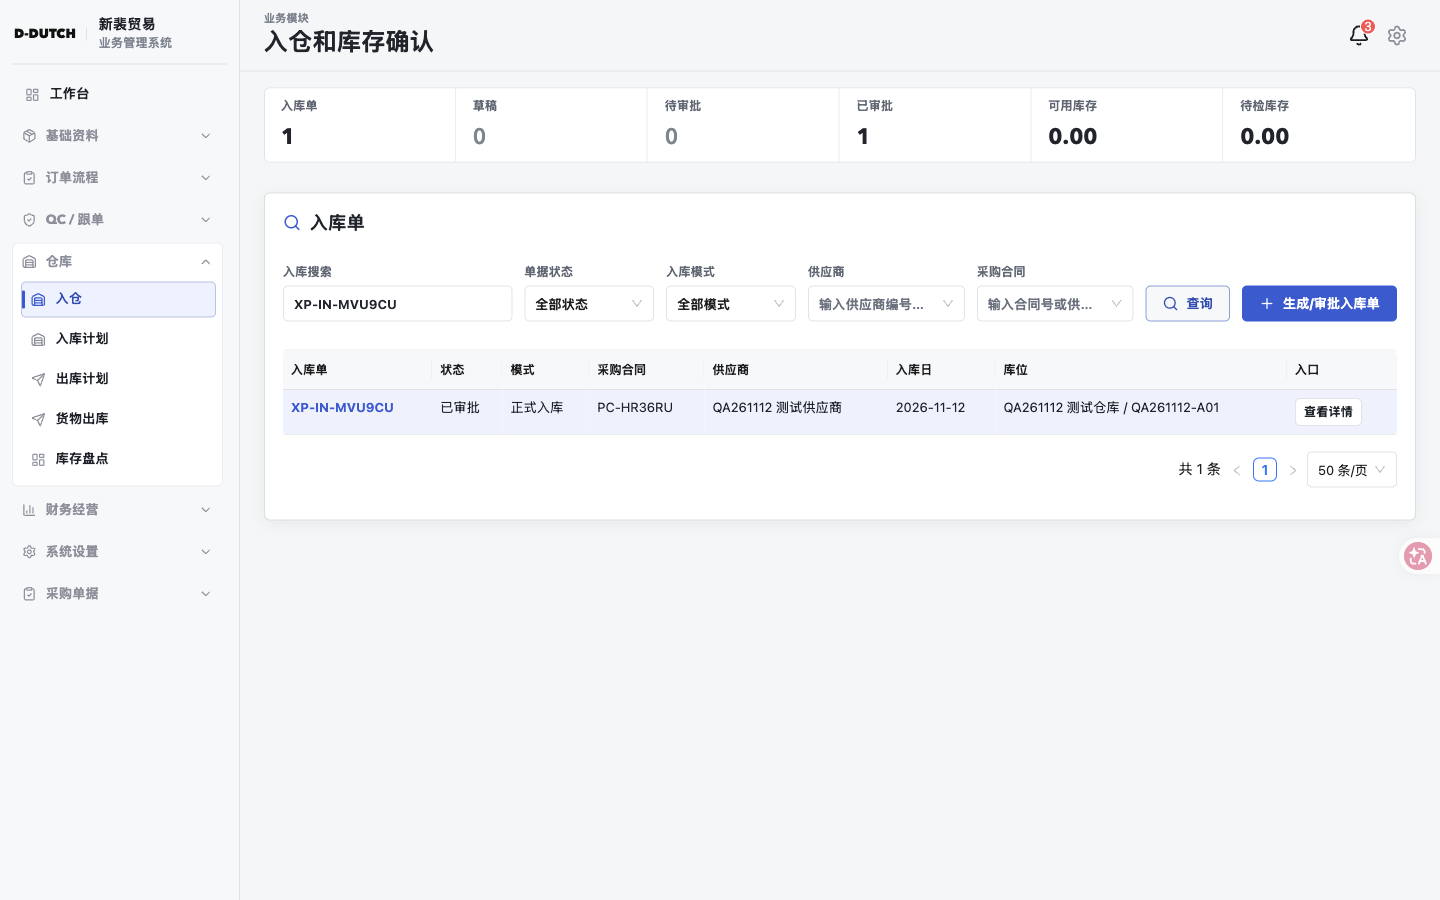 D-DUTCH
新裴贸易
业务管理系统
工作台
基础资料
订单流程
QC / 跟单
仓库
入仓
入库计划
出库计划
货物出库
库存盘点
财务经营
系统设置
采购单据
业务模块
入仓和库存确认
3
入库单
1
草稿
0
待审批
0
已审批
1
可用库存
0.00
待检库存
0.00
入库单
入库搜索
单据状态
入库模式
供应商
采购合同
XP-IN-MVU9CU
全部状态
全部模式
输入供应商编号...
输入合同号或供...
查询
生成/审批入库单
入库单 状态 模式 采购合同 供应商 入库日 库位 入口
XP-IN-MVU9CU 已审批 正式入库 PC-HR36RU QA261112 测试供应商 2026-11-12 QA261112 测试仓库 / QA261112-A01 查看详情
共 1 条 1 50 条/页